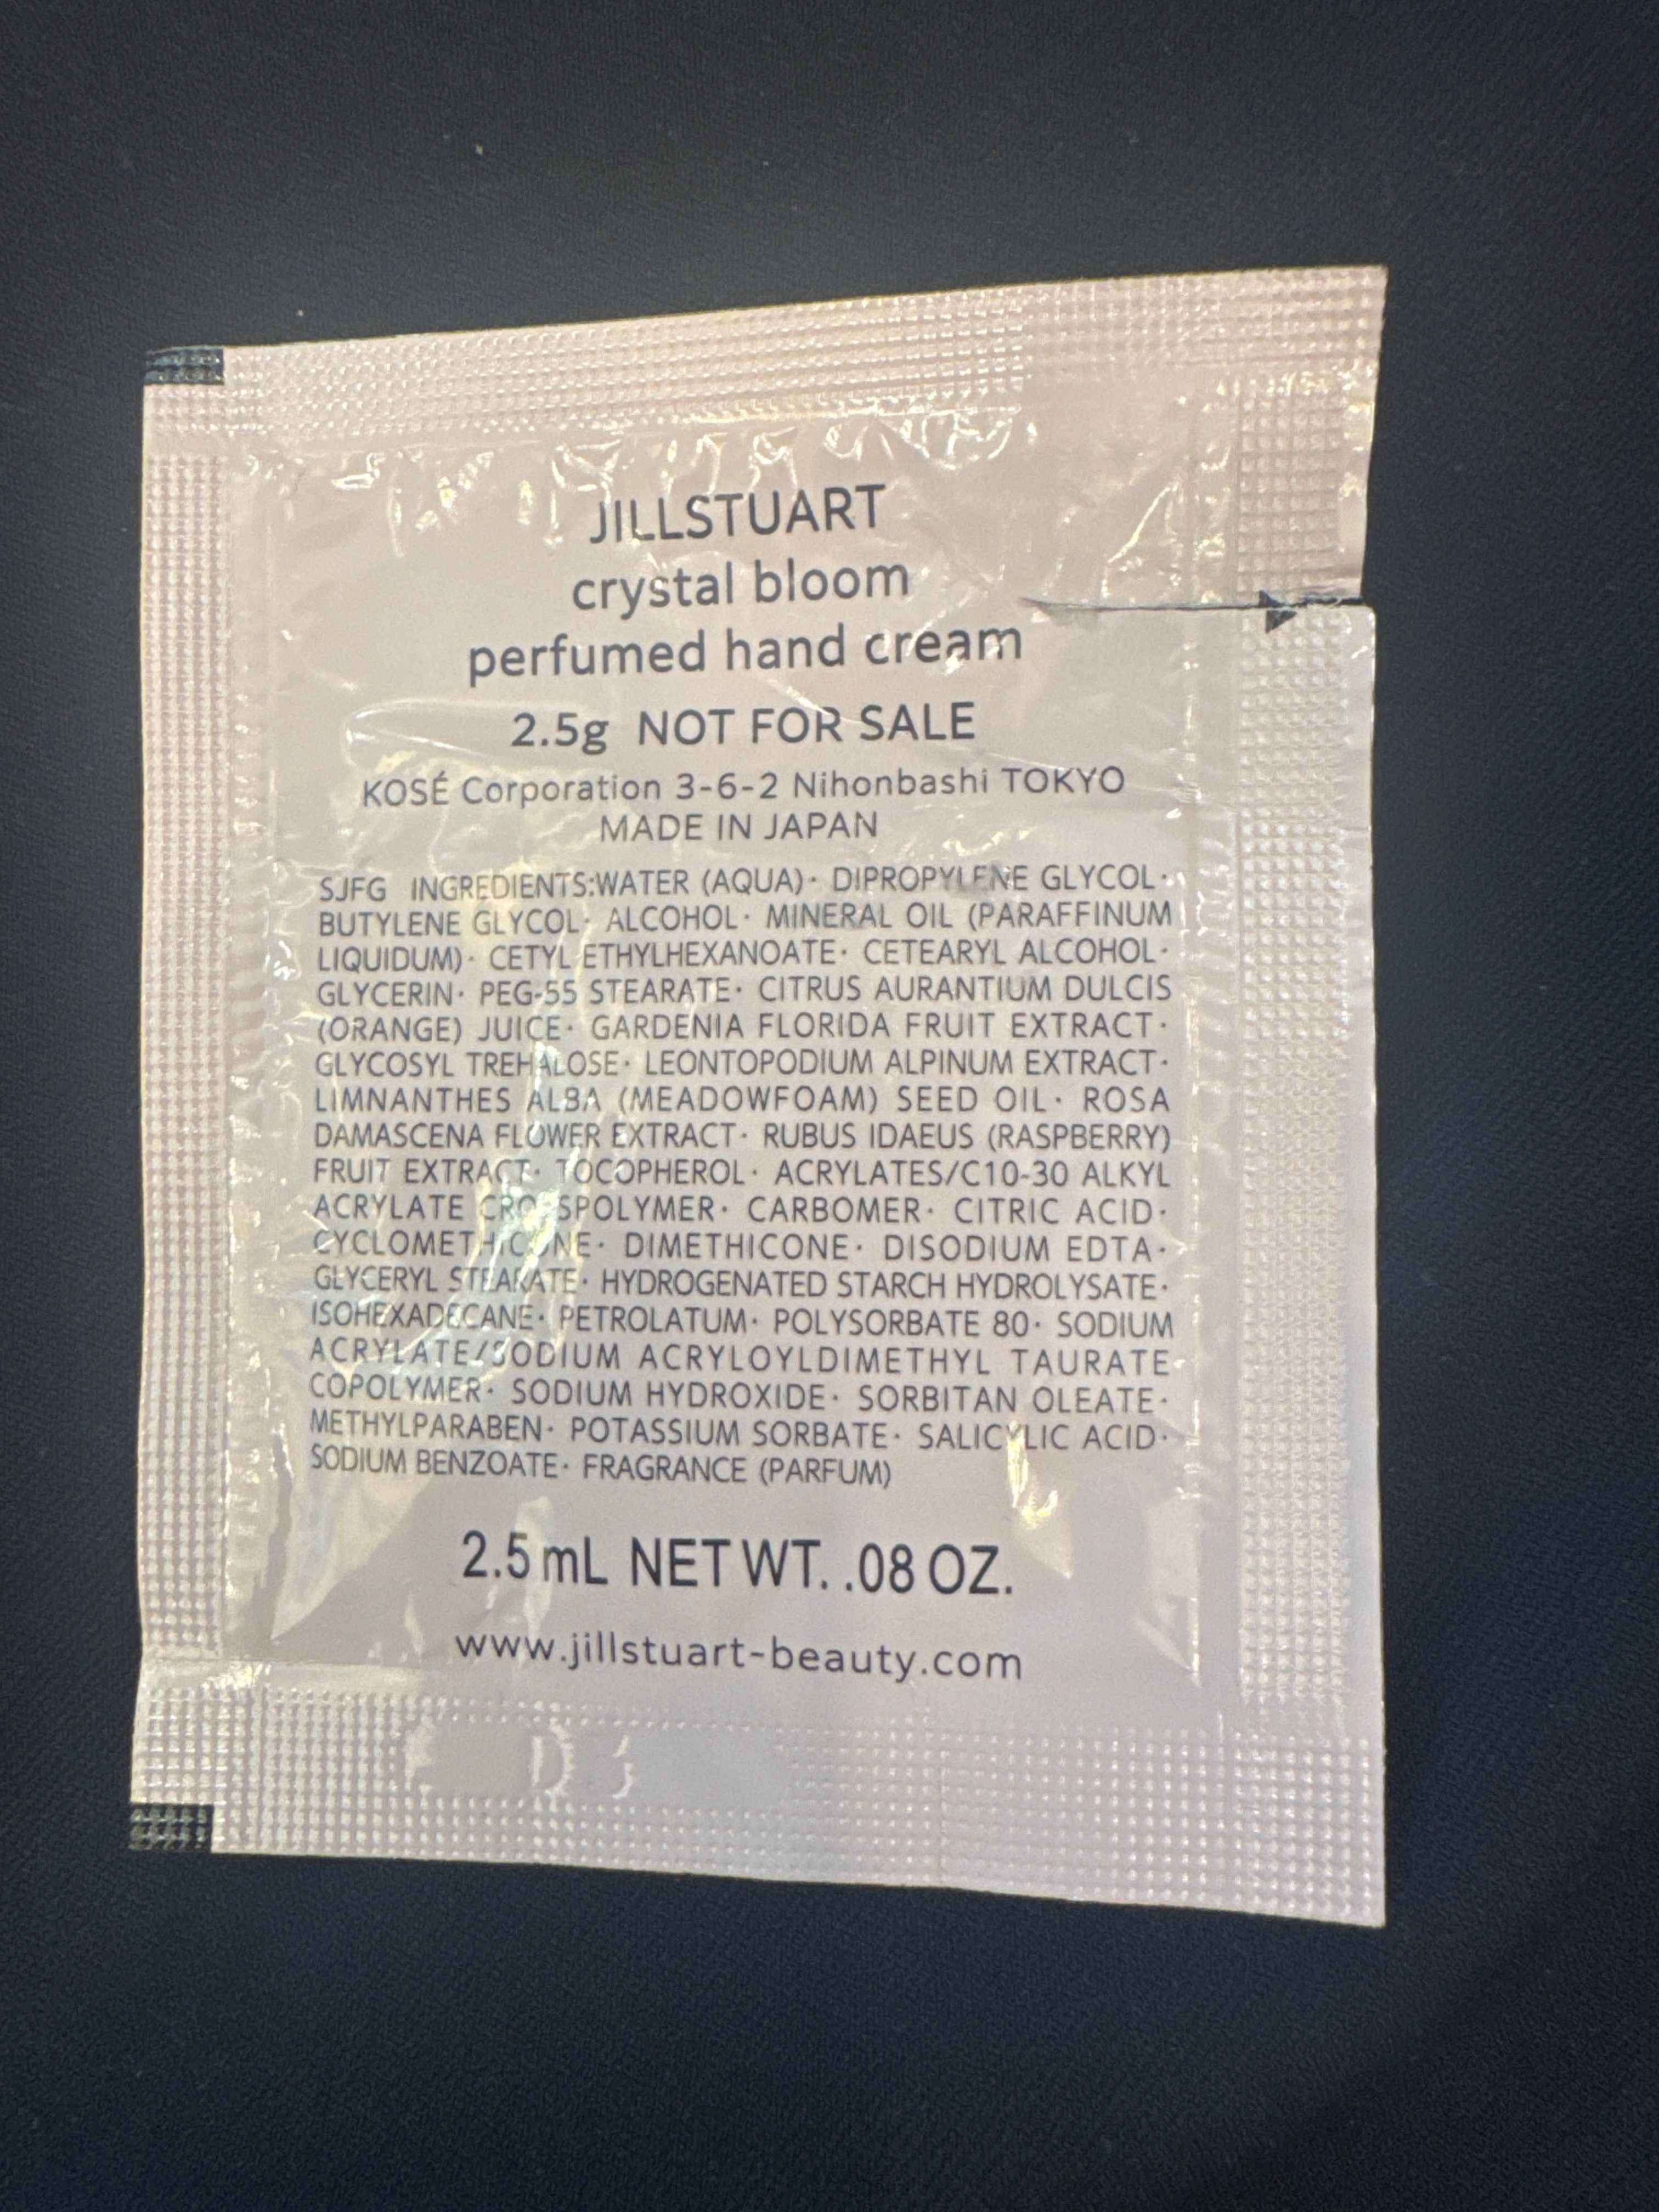 JILLSTUART
crystal bloom
perfumed hand cream
2.5g NOT FOR SALE
KOSÉ Corporation 3-6-2 Nihonbashi TOKYO
MADE IN JAPAN
SJFG INGREDIENTS:WATER (AQUA)· DIPROPYLENE GLYCOL·
BUTYLENE GLYCOL· ALCOHOL· MINERAL OIL (PARAFFINUM
LIQUIDUM)· CETYL ETHYLHEXANOATE· CETEARYL ALCOHOL·
GLYCERIN· PEG-55 STEARATE· CITRUS AURANTIUM DULCIS
(ORANGE) JUICE· GARDENIA FLORIDA FRUIT EXTRACT·
GLYCOSYL TREHALOSE· LEONTOPODIUM ALPINUM EXTRACT·
LIMNANTHES ALBA (MEADOWFOAM) SEED OIL· ROSA
DAMASCENA FLOWER EXTRACT· RUBUS IDAEUS (RASPBERRY)
FRUIT EXTRACT· TOCOPHEROL· ACRYLATES/C10-30 ALKYL
ACRYLATE CROSSPOLYMER· CARBOMER· CITRIC ACID·
CYCLOMETHICONE· DIMETHICONE· DISODIUM EDTA·
GLYCERYL STEARATE· HYDROGENATED STARCH HYDROLYSATE·
ISOHEXADECANE· PETROLATUM· POLYSORBATE 80· SODIUM
ACRYLATE/SODIUM ACRYLOYLDIMETHYL TAURATE
COPOLYMER· SODIUM HYDROXIDE· SORBITAN OLEATE·
METHYLPARABEN· POTASSIUM SORBATE· SALICYLIC ACID·
SODIUM BENZOATE· FRAGRANCE (PARFUM)
2.5 mL NET WT. .08 OZ.
www.jillstuart-beauty.com